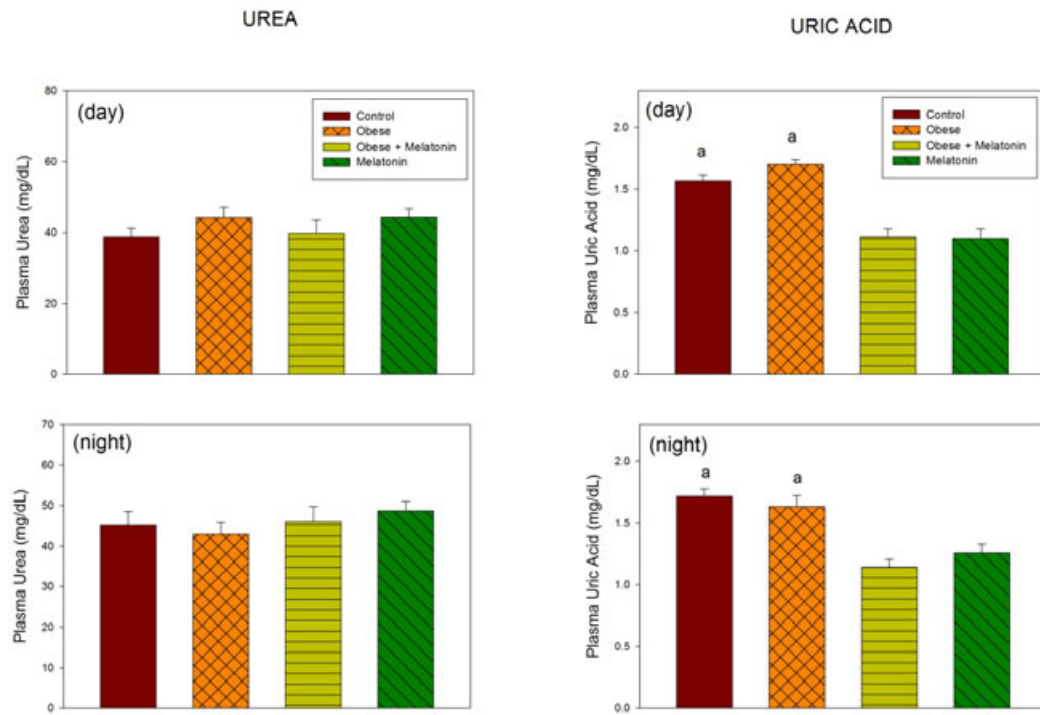 UREA
URIC ACID
(day)
Control
Obese
Obese + Melatonin
Melatonin
Plasma Urea (mg/dL)
80
60
40
20
0
(day)
Control
Obese
Obese + Melatonin
Melatonin
a
a
Plasma Uric Acid (mg/dL)
2.0
1.5
1.0
0.5
0.0
(night)
Plasma Urea (mg/dL)
70
60
50
40
30
20
10
0
(night)
a
a
Plasma Uric Acid (mg/dL)
2.0
1.5
1.0
0.5
0.0